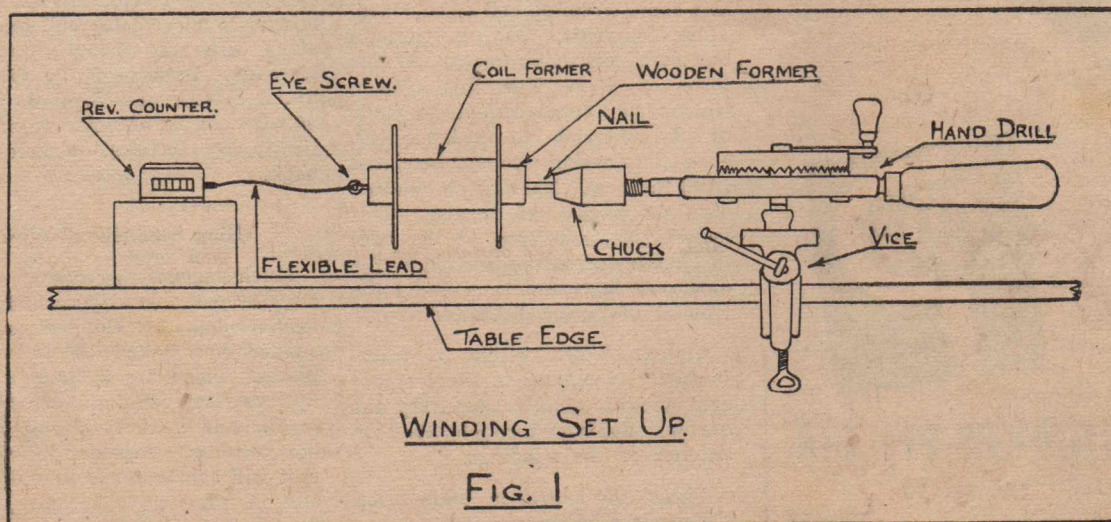 COIL FORMER
WOODEN FORMER
EYE SCREW.
REV. COUNTER.
NAIL
HAND DRILL
CHUCK
VICE
FLEXIBLE LEAD
TABLE EDGE
WINDING SET UP.
FIG. 1